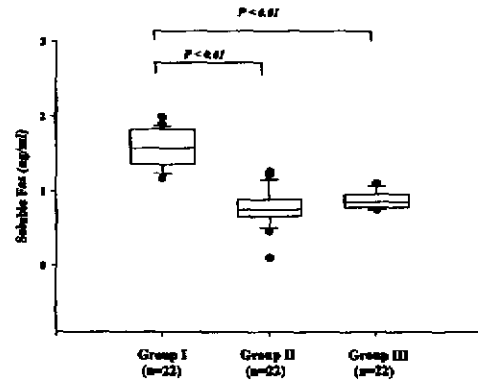 P < 0.01
P < 0.01
3
2
1
0
Soluble Fas (ng/ml)
Group I Group II Group III
(n=22) (n=22) (n=22)